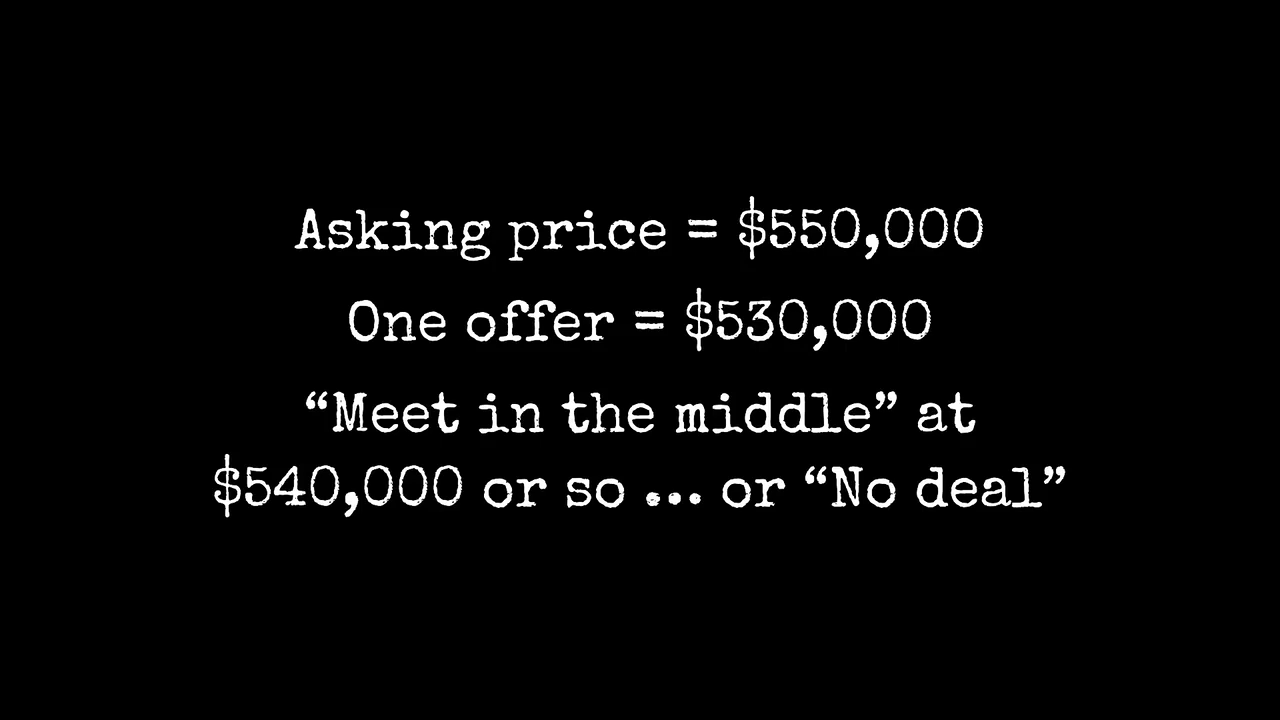 Asking price = $550,000
One offer = $530,000
“Meet in the middle” at
$540,000 or so ... or “No deal”